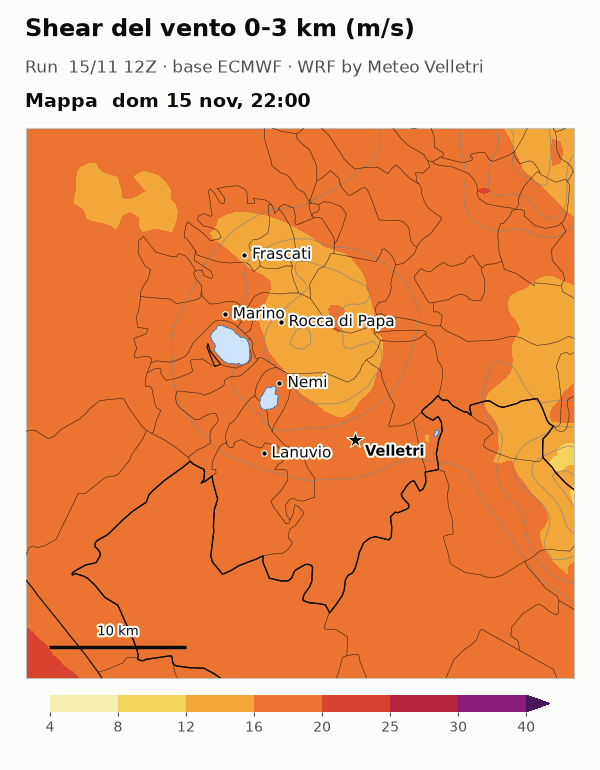 Shear del vento 0-3 km (m/s)
Run  15/11 12Z · base ECMWF · WRF by Meteo Velletri
Mappa  dom 15 nov, 22:00
Frascati
Marino
Rocca di Papa
Nemi
Lanuvio
Velletri
10 km
4 8 12 16 20 25 30 40